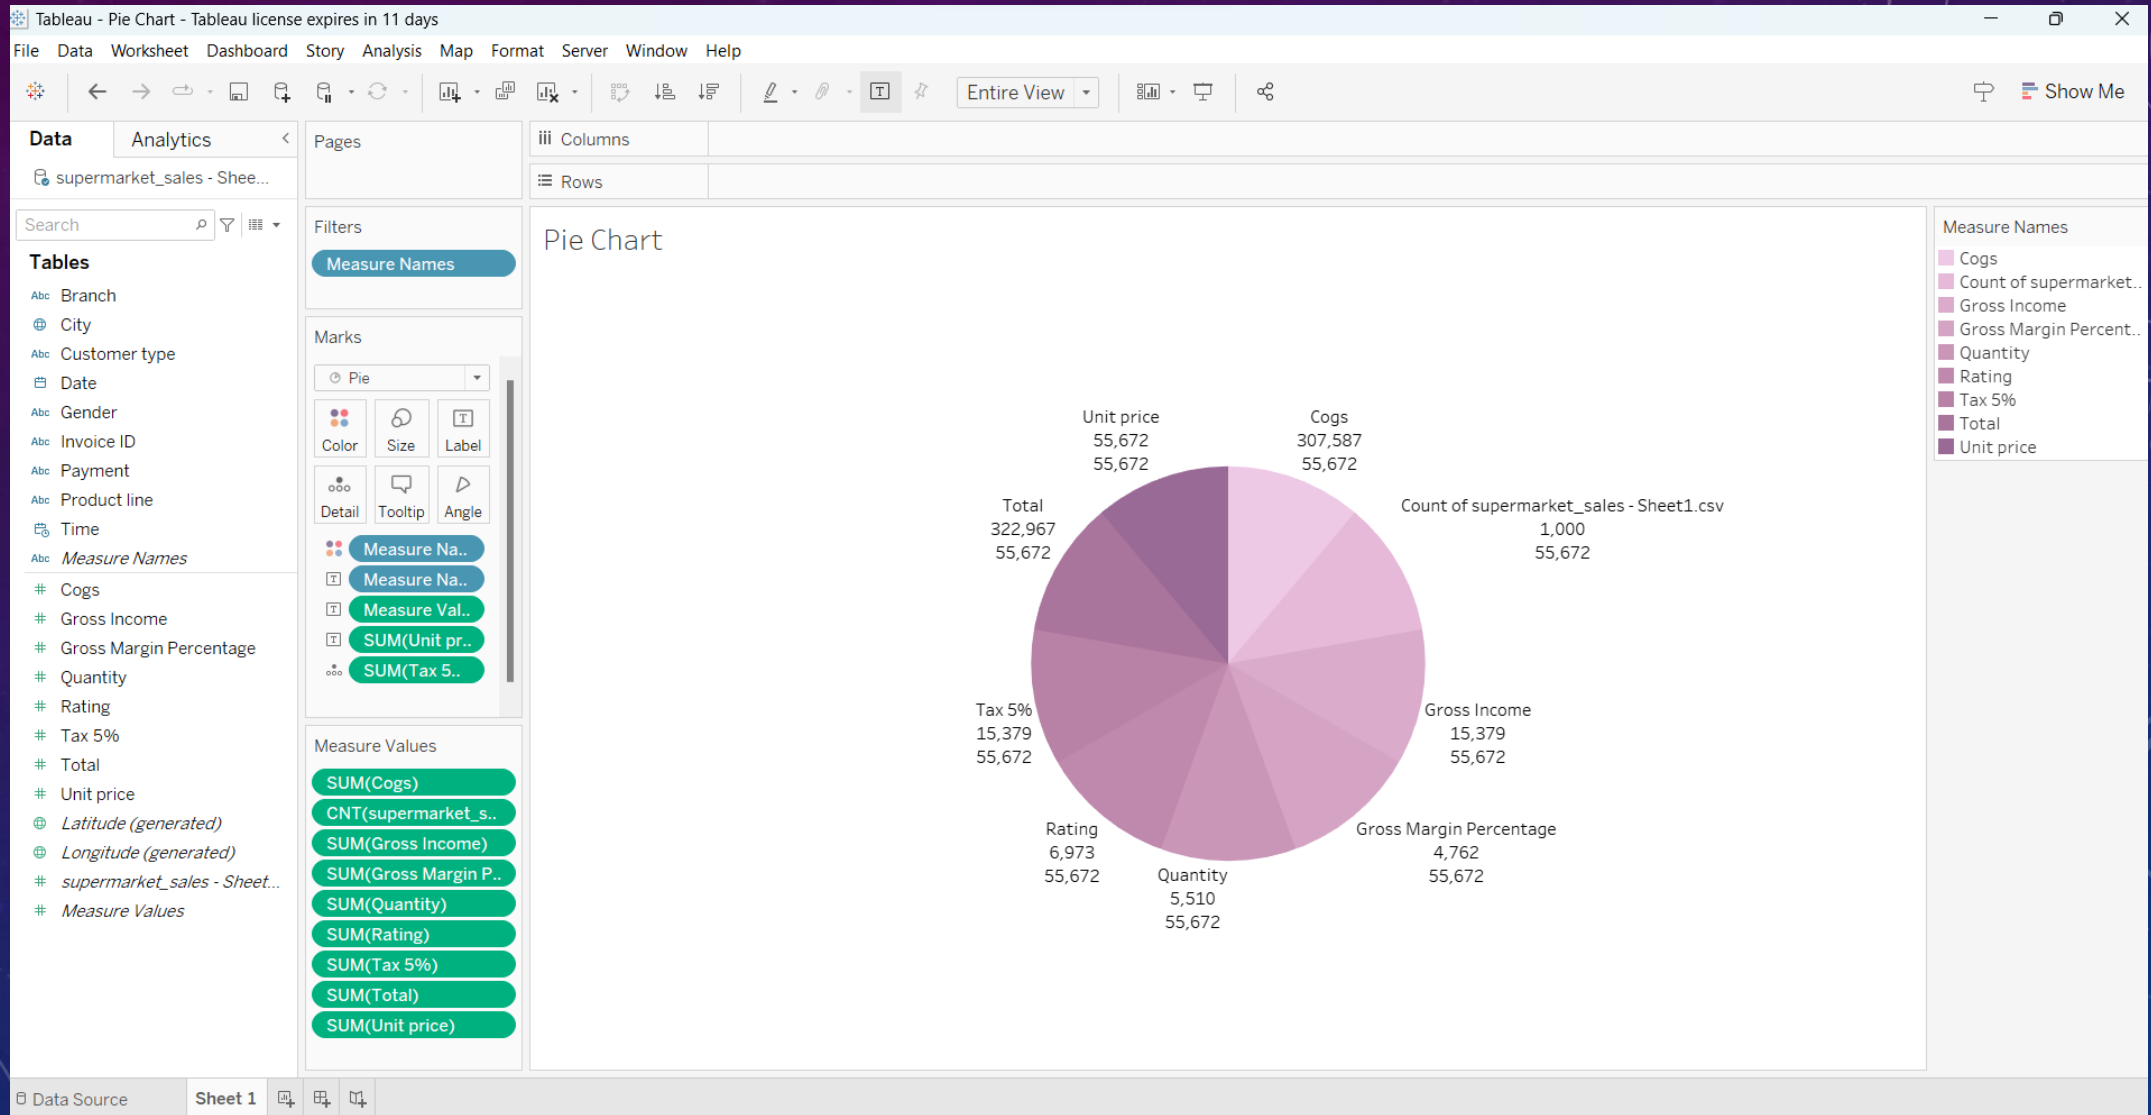 Tableau - Pie Chart - Tableau license expires in 11 days
File Data Worksheet Dashboard Story Analysis Map Format Server Window Help
Entire View
Show Me
Data Analytics
supermarket_sales - Shee...
Search
Tables
Abc Branch
City
Abc Customer type
Date
Abc Gender
Abc Invoice ID
Abc Payment
Abc Product line
Time
Abc Measure Names
# Cogs
# Gross Income
# Gross Margin Percentage
# Quantity
# Rating
# Tax 5%
# Total
# Unit price
Latitude (generated)
Longitude (generated)
# supermarket_sales - Sheet...
# Measure Values
Pages
Filters
Measure Names
Marks
Pie
Color Size T Label
Detail Tooltip Angle
Measure Na..
T Measure Na..
T Measure Val..
T SUM(Unit pr..
SUM(Tax 5..
Measure Values
SUM(Cogs)
CNT(supermarket_s..
SUM(Gross Income)
SUM(Gross Margin P..
SUM(Quantity)
SUM(Rating)
SUM(Tax 5%)
SUM(Total)
SUM(Unit price)
iii Columns
Rows
Pie Chart
Unit price
55,672
55,672
Cogs
307,587
55,672
Total
322,967
55,672
Count of supermarket_sales - Sheet1.csv
1,000
55,672
Tax 5%
15,379
55,672
Gross Income
15,379
55,672
Rating
6,973
55,672
Gross Margin Percentage
4,762
55,672
Quantity
5,510
55,672
Measure Names
Cogs
Count of supermarket..
Gross Income
Gross Margin Percent..
Quantity
Rating
Tax 5%
Total
Unit price
Data Source Sheet 1